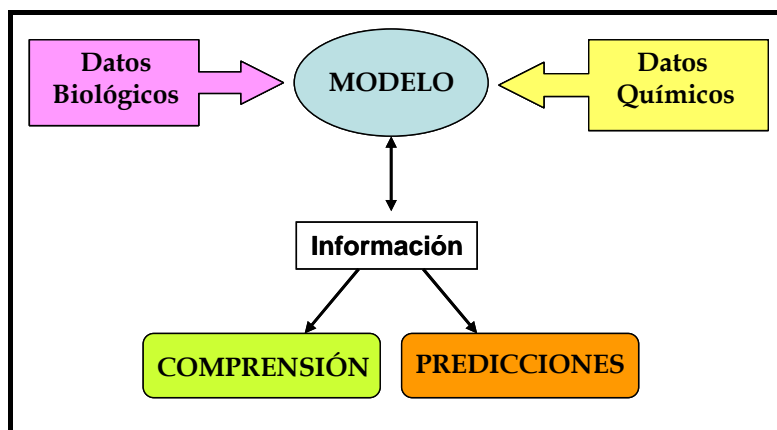 Datos
Biológicos
MODELO
Datos
Químicos
Información
COMPRENSIÓN
PREDICCIONES